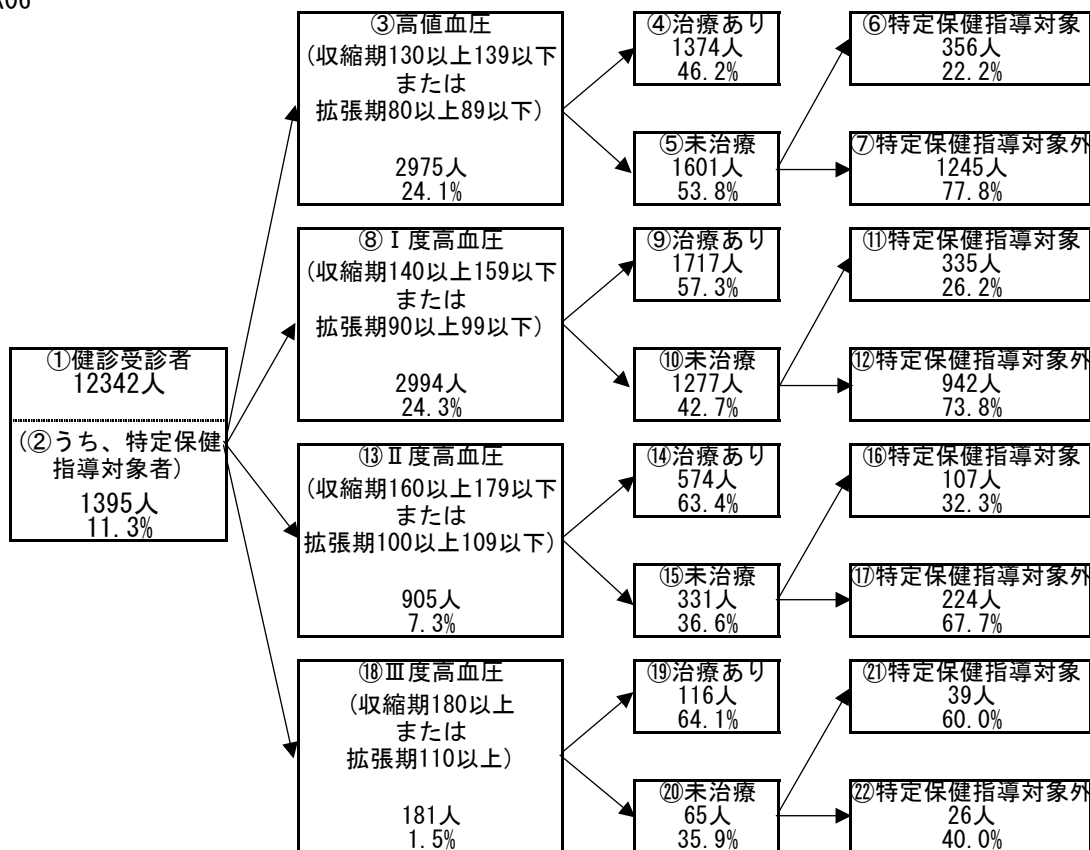 ①健診受診者
12342人
(②うち、特定保健
指導対象者)
1395人
11.3%
③高値血圧
(収縮期130以上139以下
または
拡張期80以上89以下)
2975人
24.1%
④治療あり
1374人
46.2%
⑤未治療
1601人
53.8%
⑥特定保健指導対象
356人
22.2%
⑦特定保健指導対象外
1245人
77.8%
⑧Ⅰ度高血圧
(収縮期140以上159以下
または
拡張期90以上99以下)
2994人
24.3%
⑨治療あり
1717人
57.3%
⑩未治療
1277人
42.7%
⑪特定保健指導対象
335人
26.2%
⑫特定保健指導対象外
942人
73.8%
⑬Ⅱ度高血圧
(収縮期160以上179以下
または
拡張期100以上109以下)
905人
7.3%
⑭治療あり
574人
63.4%
⑮未治療
331人
36.6%
⑯特定保健指導対象
107人
32.3%
⑰特定保健指導対象外
224人
67.7%
⑱Ⅲ度高血圧
(収縮期180以上
または
拡張期110以上)
181人
1.5%
⑲治療あり
116人
64.1%
⑳未治療
65人
35.9%
㉑特定保健指導対象
39人
60.0%
㉒特定保健指導対象外
26人
40.0%